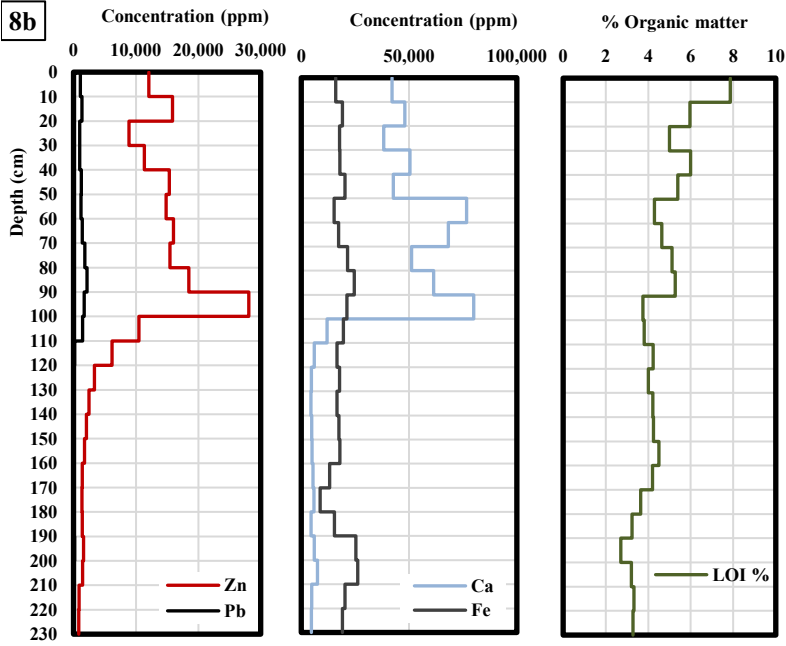 8b
Concentration (ppm)
0 10,000 20,000 30,000
Depth (cm)
0
10
20
30
40
50
60
70
80
90
100
110
120
130
140
150
160
170
180
190
200
210
220
230
Zn
Pb
Concentration (ppm)
0 50,000 100,000
Ca
Fe
% Organic matter
0 2 4 6 8 10
LOI %